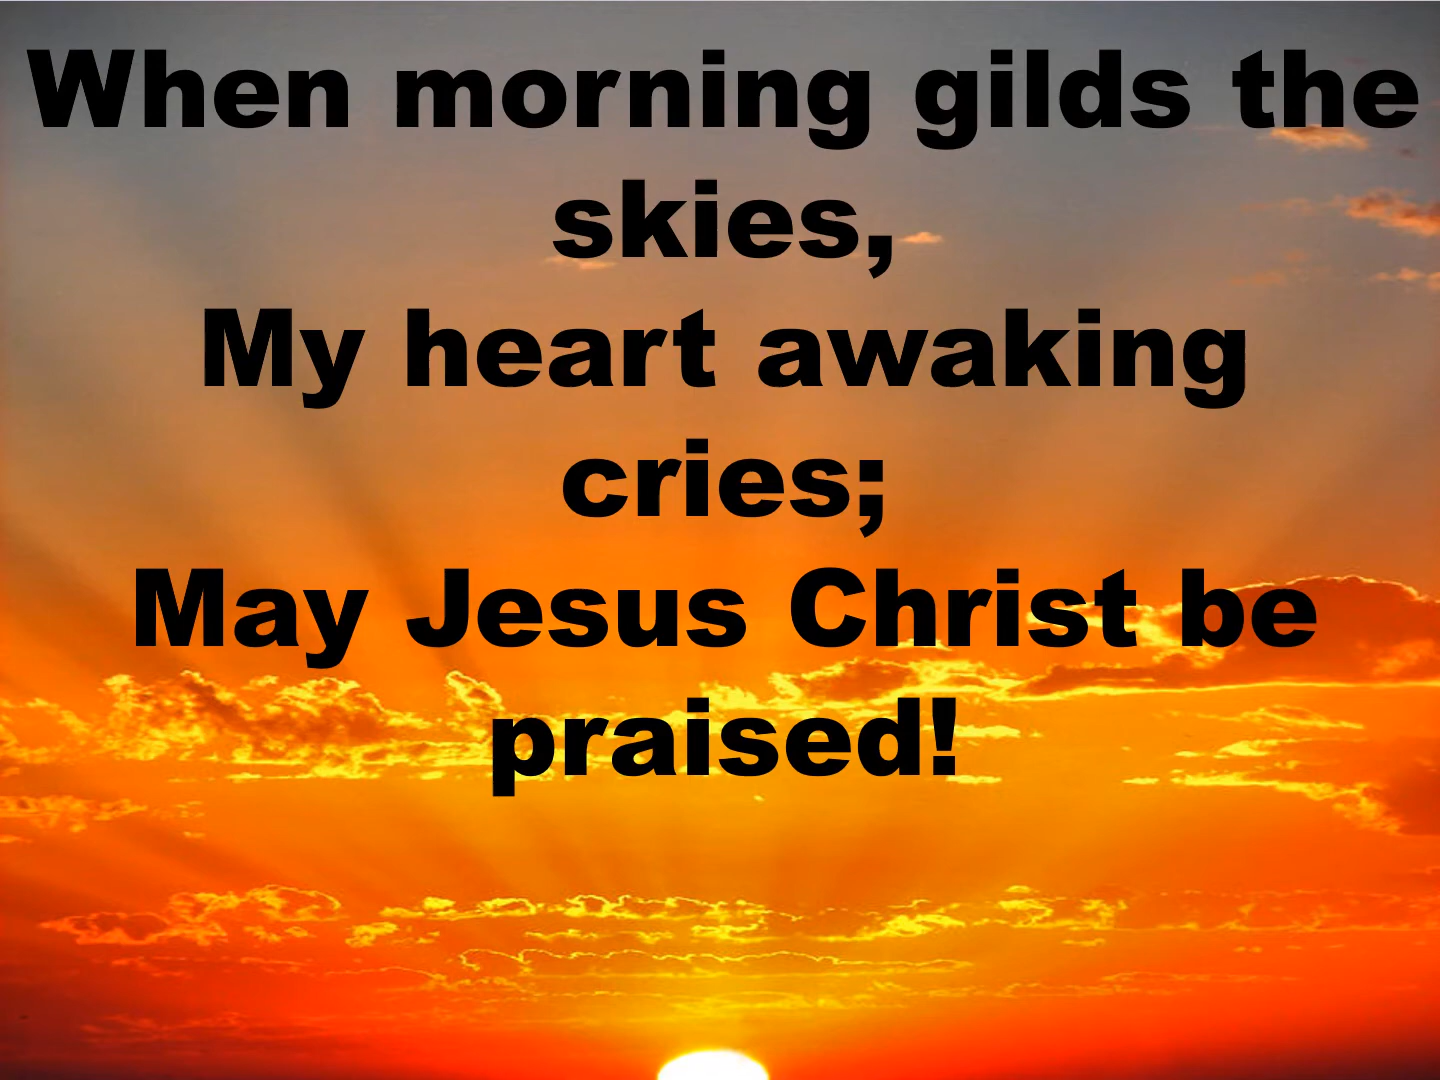 When morning gilds the
skies,
My heart awaking
cries;
May Jesus Christ be
praised!